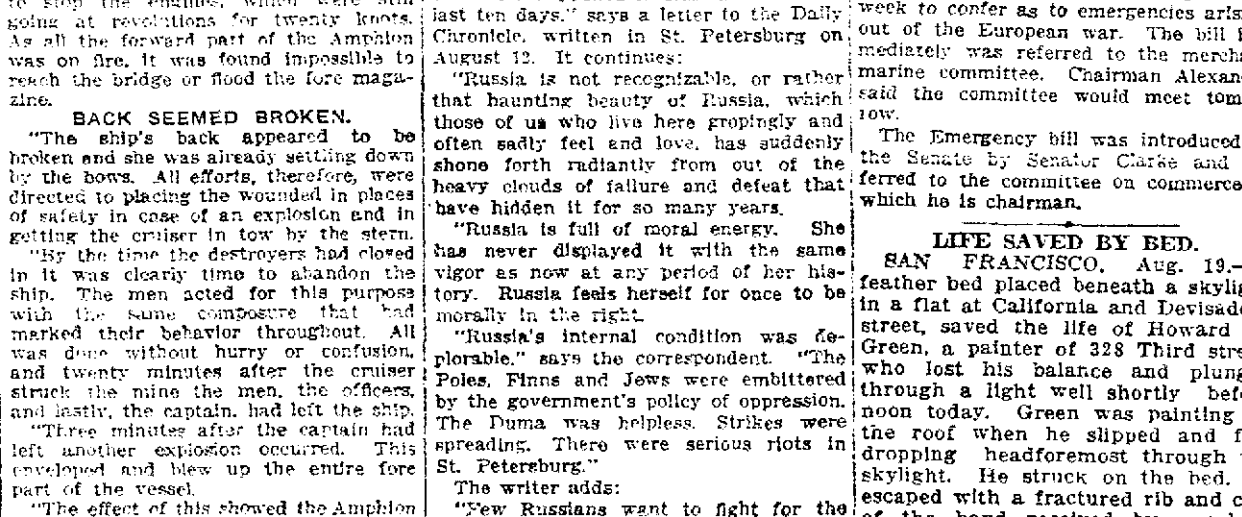 to stop the engines, which were still
going at revolutions for twenty knots.
As all the forward part of the Amphion
was on fire, it was found impossible to
reach the bridge or flood the fore maga-
zine.
BACK SEEMED BROKEN.
"The ship's back appeared to be
broken and she was already settling down
by the bows. All efforts, therefore, were
directed to placing the wounded in places
of safety in case of an explosion and in
getting the cruiser in tow by the stern.
"By the time the destroyers had closed
in it was clearly time to abandon the
ship. The men acted for this purpose
with the same composure that had
marked their behavior throughout. All
was done without hurry or confusion,
and twenty minutes after the cruiser
struck the mine the men, the officers,
and lastly, the captain, had left the ship.
"Three minutes after the captain had
left another explosion occurred. This
enveloped and blew up the entire fore
part of the vessel.
"The effect of this showed the Amphion
last ten days." says a letter to the Daily
Chronicle, written in St. Petersburg on
August 12. It continues:
"Russia is not recognizable, or rather
that haunting beauty of Russia, which
those of us who live here gropingly and
often sadly feel and love, has suddenly
shone forth radiantly from out of the
heavy clouds of failure and defeat that
have hidden it for so many years.
"Russia is full of moral energy. She
has never displayed it with the same
vigor as now at any period of her his-
tory. Russia feels herself for once to be
morally in the right.
"Russia's internal condition was de-
plorable," says the correspondent. "The
Poles, Finns and Jews were embittered
by the government's policy of oppression.
The Duma was helpless. Strikes were
spreading. There were serious riots in
St. Petersburg."
The writer adds:
"Few Russians want to fight for the
week to confer as to emergencies aris
out of the European war. The bill
mediately was referred to the mercha
marine committee. Chairman Alexan
said the committee would meet tom
row.
The Emergency bill was introduced
the Senate by Senator Clarke and
ferred to the committee on commerce
which he is chairman.
LIFE SAVED BY BED.
SAN FRANCISCO, Aug. 19.—
feather bed placed beneath a skylig
in a flat at California and Devisade
street, saved the life of Howard
Green, a painter of 328 Third stre
who lost his balance and plung
through a light well shortly befo
noon today. Green was painting
the roof when he slipped and f
dropping headforemost through
skylight. He struck on the bed.
escaped with a fractured rib and c
of the hand received by